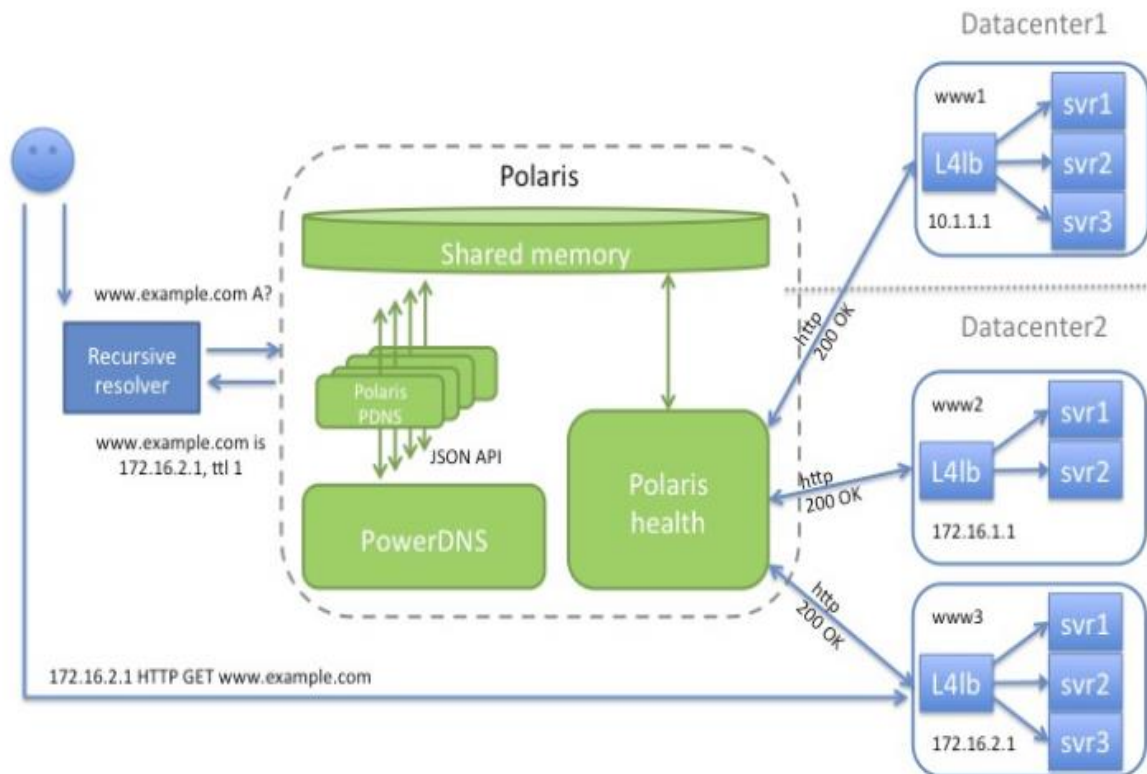 Datacenter1
www1
L4lb
10.1.1.1
svr1
svr2
svr3
Polaris
Shared memory
www.example.com A?
Recursive
resolver
www.example.com is
172.16.2.1, ttl 1
Polaris
PDNS
JSON API
PowerDNS
Polaris
health
http
200 OK
http
200 OK
http
200 OK
Datacenter2
www2
L4lb
172.16.1.1
svr1
svr2
www3
L4lb
172.16.2.1
svr1
svr2
svr3
172.16.2.1 HTTP GET www.example.com